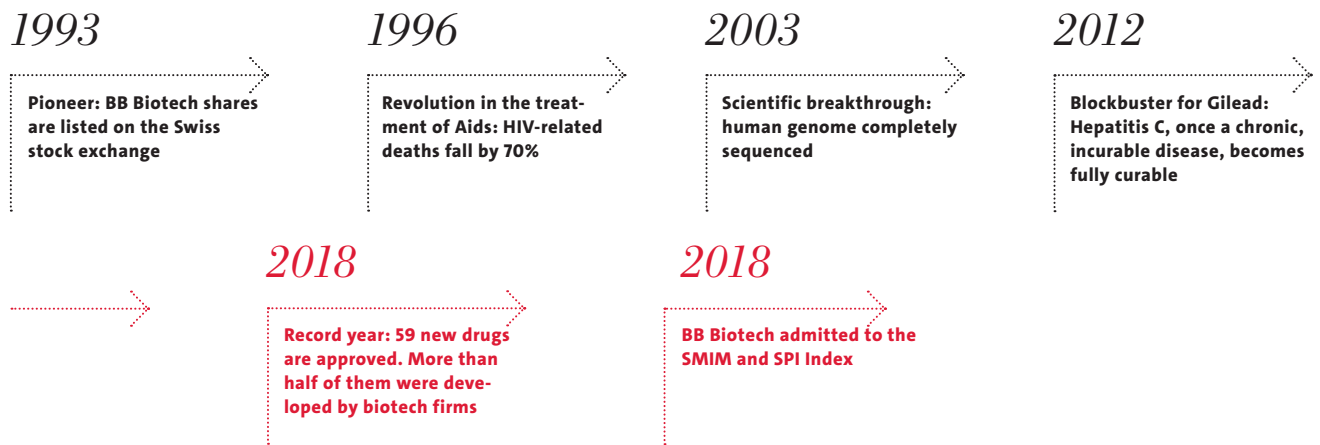 1993
Pioneer: BB Biotech shares
are listed on the Swiss
stock exchange
1996
Revolution in the treat-
ment of Aids: HIV-related
deaths fall by 70%
2003
Scientific breakthrough:
human genome completely
sequenced
2012
Blockbuster for Gilead:
Hepatitis C, once a chronic,
incurable disease, becomes
fully curable
2018
Record year: 59 new drugs
are approved. More than
half of them were deve-
loped by biotech firms
2018
BB Biotech admitted to the
SMIM and SPI Index